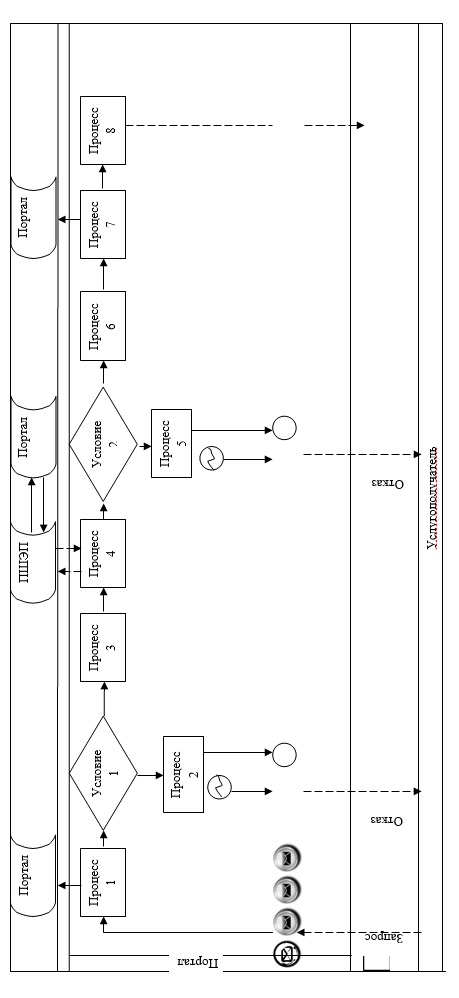 Портал
Портал
Портал
Процесс
1
Условие
1
Процесс
3
Процесс
4
Условие
2
Процесс
6
Процесс
7
Процесс
8
Процесс
2
Процесс
5
Портал
Запрос
Отказ
Отказ
Услугополучатель